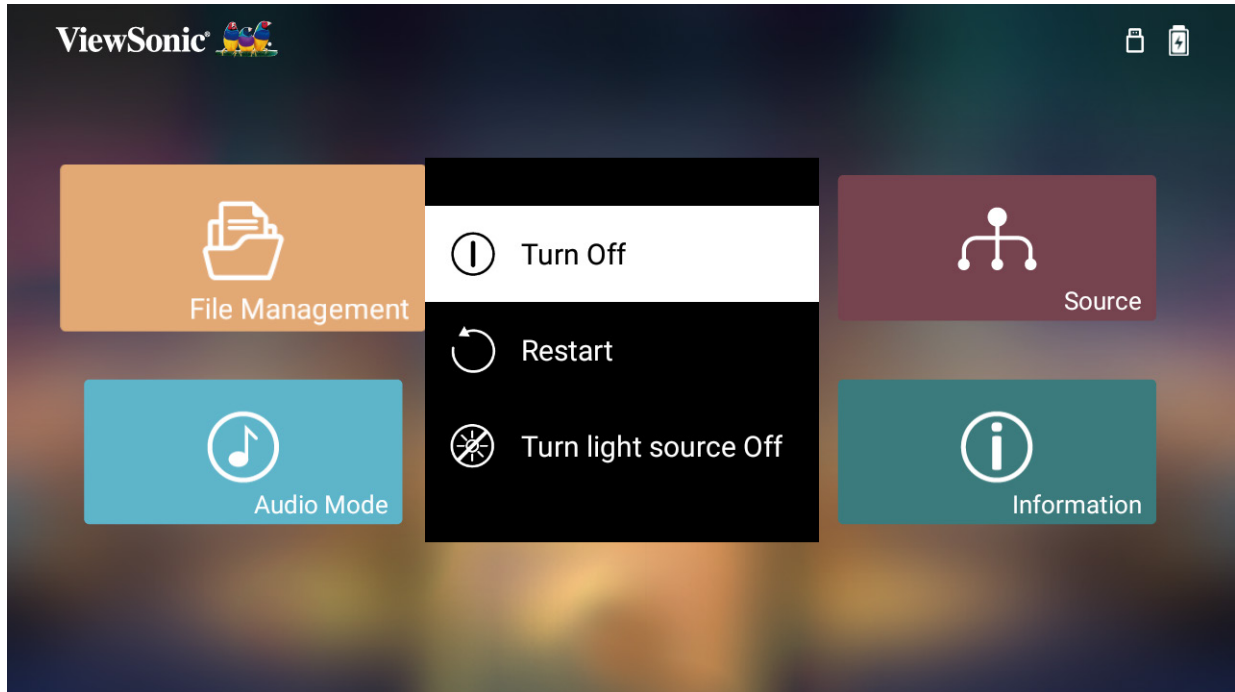 ViewSonic®
File Management
Turn Off
Source
Restart
Turn light source Off
Audio Mode
Information